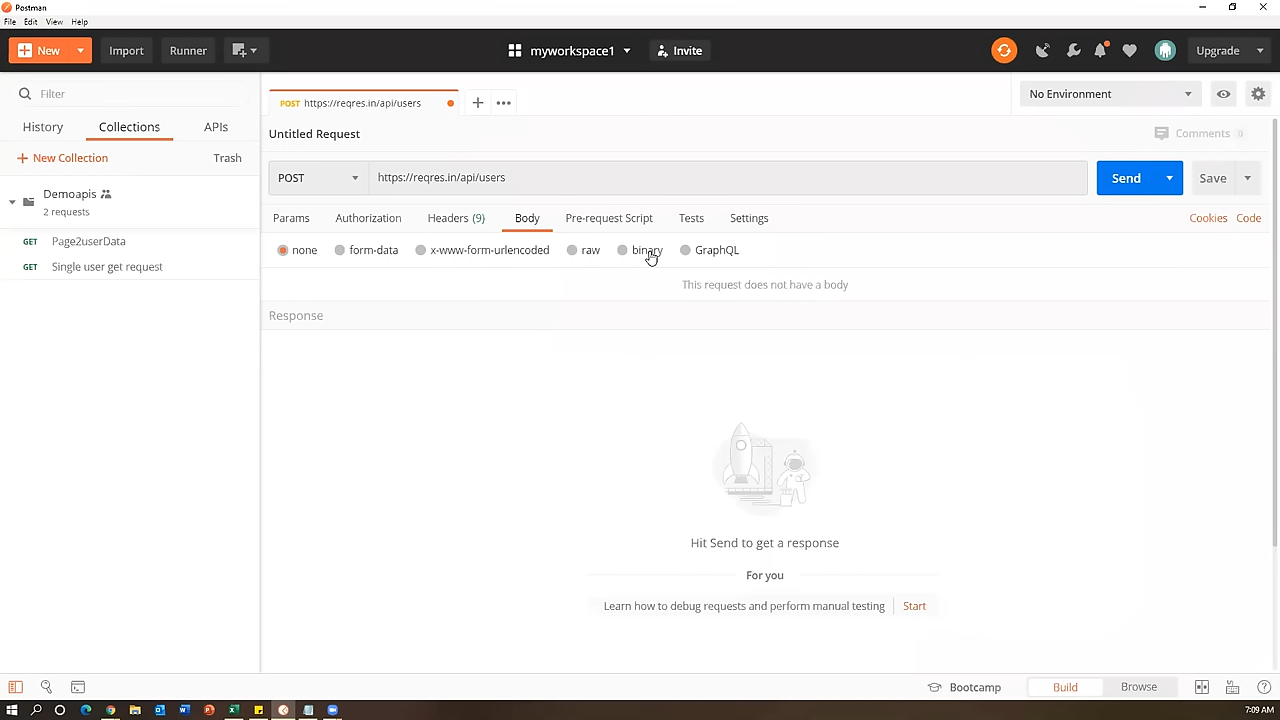 Postman
File Edit View Help
New Import Runner myworkspace1 Invite Upgrade
Filter
History Collections APIs
New Collection Trash
Demoapis
2 requests
GET Page2userData
GET Single user get request
POST https://reqres.in/api/users
No Environment
Untitled Request
Comments 0
POST https://reqres.in/api/users Send Save
Params Authorization Headers (9) Body Pre-request Script Tests Settings Cookies Code
none form-data x-www-form-urlencoded raw binary GraphQL
This request does not have a body
Response
Hit Send to get a response
For you
Learn how to debug requests and perform manual testing Start
Bootcamp Build Browse
7:09 AM